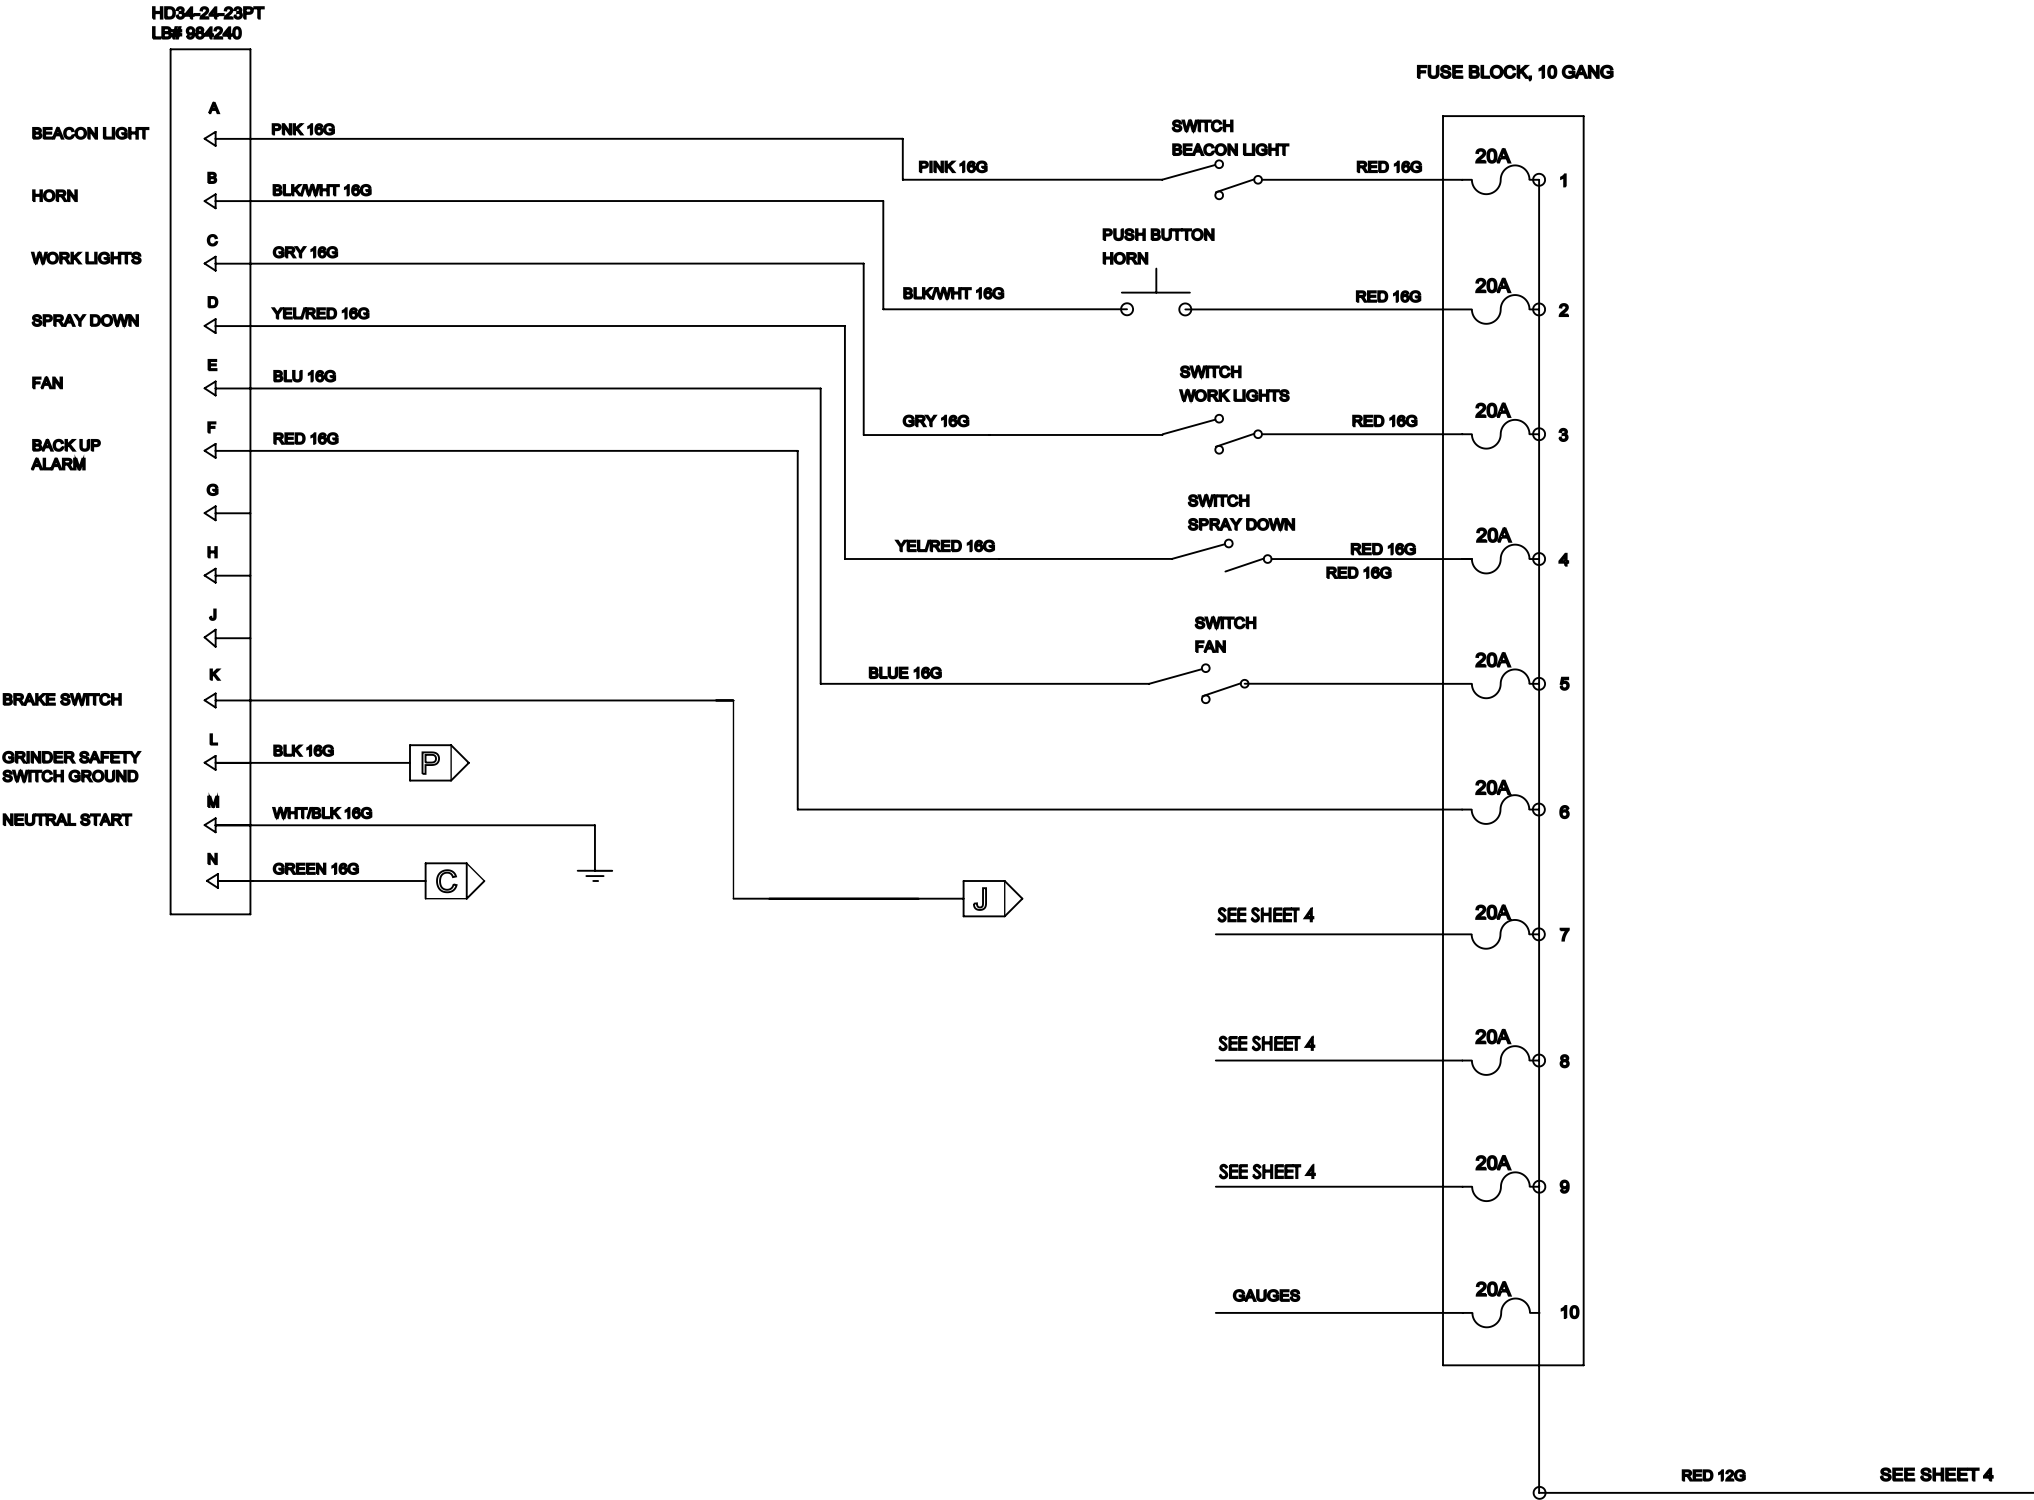 HD34-24-23PT
LB# 984240
FUSE BLOCK, 10 GANG
A
BEACON LIGHT
PNK 16G
PINK 16G
SWITCH
BEACON LIGHT
RED 16G
20A
1
B
HORN
BLK/WHT 16G
BLK/WHT 16G
PUSH BUTTON
HORN
RED 16G
20A
2
C
WORK LIGHTS
GRY 16G
GRY 16G
SWITCH
WORK LIGHTS
RED 16G
20A
3
D
SPRAY DOWN
YEL/RED 16G
YEL/RED 16G
SWITCH
SPRAY DOWN
RED 16G
RED 16G
20A
4
E
FAN
BLU 16G
BLUE 16G
SWITCH
FAN
20A
5
F
BACK UP
ALARM
RED 16G
20A
6
G
H
J
K
BRAKE SWITCH
J
L
GRINDER SAFETY
SWITCH GROUND
BLK 16G
P
M
NEUTRAL START
WHT/BLK 16G
N
GREEN 16G
C
SEE SHEET 4
20A
7
SEE SHEET 4
20A
8
SEE SHEET 4
20A
9
GAUGES
20A
10
RED 12G
SEE SHEET 4